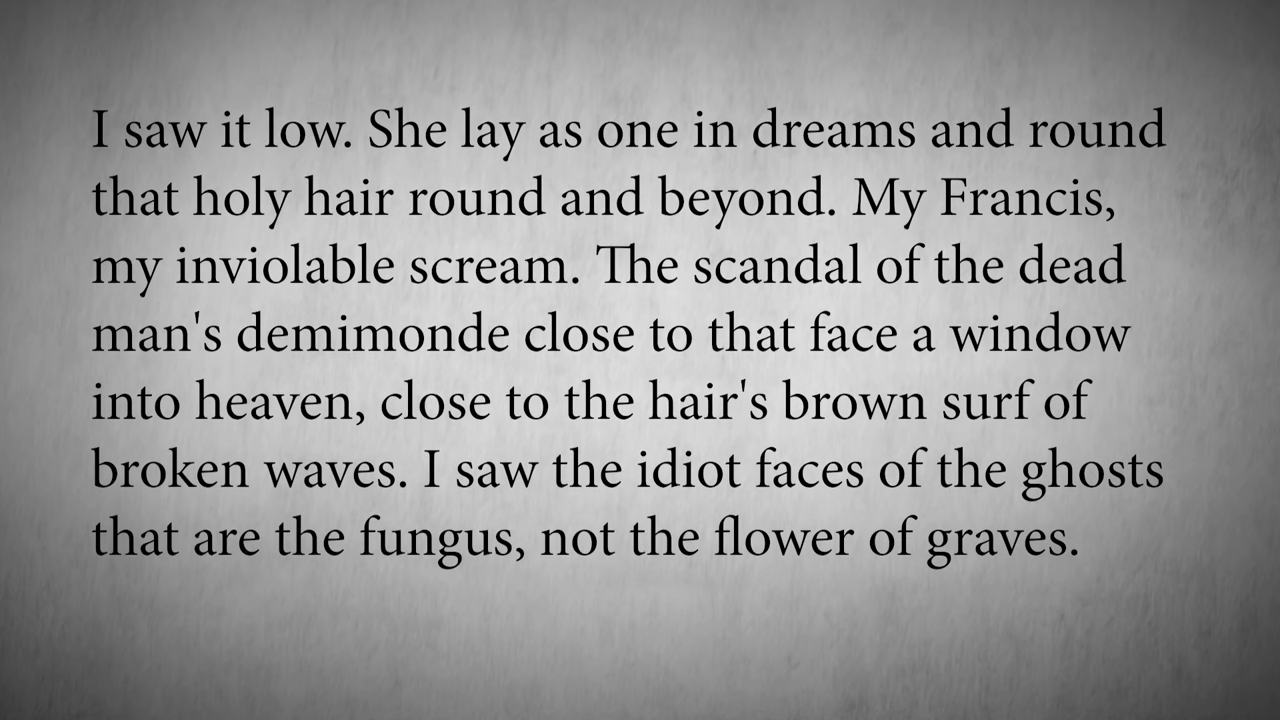 I saw it low. She lay as one in dreams and round
that holy hair round and beyond. My Francis,
my inviolable scream. The scandal of the dead
man's demimonde close to that face a window
into heaven, close to the hair's brown surf of
broken waves. I saw the idiot faces of the ghosts
that are the fungus, not the flower of graves.